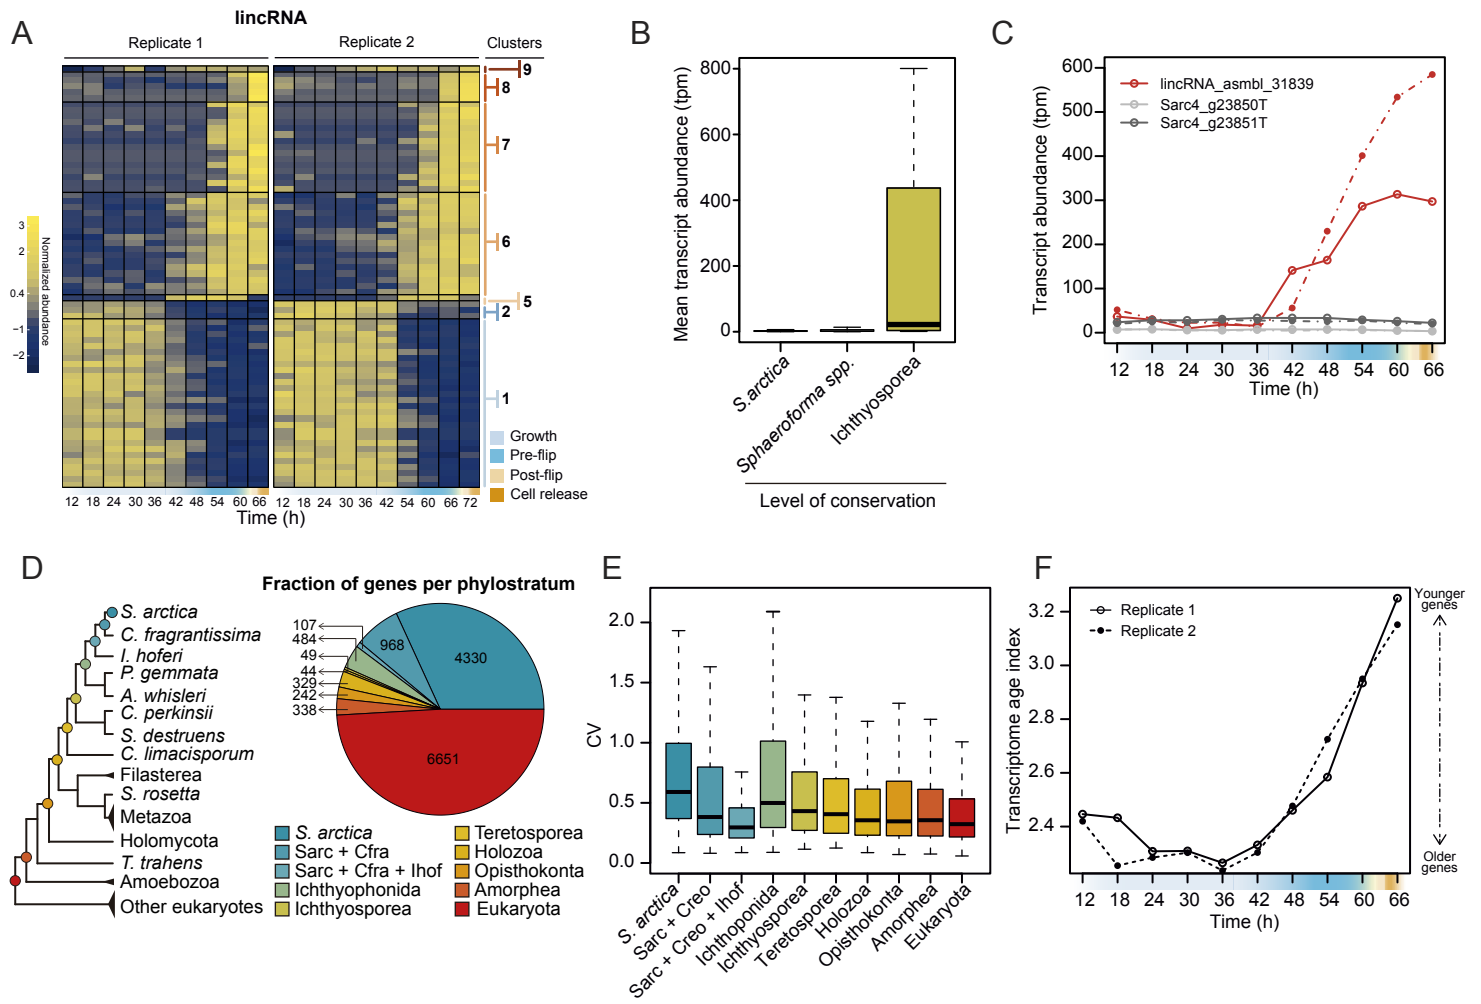 A
lincRNA
Replicate 1
Replicate 2
Clusters
9
8
7
6
5
2
1
3
2
0.4
−1
−2
Normalized abundance
Growth
Pre-flip
Post-flip
Cell release
12 18 24 30 36 42 48 54 60 66
12 18 24 30 36 42 48 54 60 66 72
Time (h)
B
Mean transcript abundance (tpm)
800
600
400
200
0
S.arctica
Sphaeroforma spp.
Ichthyosporea
Level of conservation
C
Transcript abundance (tpm)
600
500
400
300
200
100
0
lincRNA_asmbl_31839
Sarc4_g23850T
Sarc4_g23851T
12 18 24 30 36 42 48 54 60 66
Time (h)
D
S. arctica
C. fragrantissima
I. hoferi
P. gemmata
A. whisleri
C. perkinsii
S. destruens
C. limacisporum
Filasterea
S. rosetta
Metazoa
Holomycota
T. trahens
Amoebozoa
Other eukaryotes
Fraction of genes per phylostratum
107
484
49
44
329
242
338
968
4330
6651
S. arctica
Sarc + Cfra
Sarc + Cfra + Ihof
Ichthyophonida
Ichthyosporea
Teretosporea
Holozoa
Opisthokonta
Amorphea
Eukaryota
E
CV
2.0
1.5
1.0
0.5
0.0
S. arctica
Sarc + Creo
Sarc + Creo + Ihof
Ichthoponida
Ichthyosporea
Teretosporea
Holozoa
Opisthokonta
Amorphea
Eukaryota
F
Transcriptome age index
3.2
3.0
2.8
2.6
2.4
Replicate 1
Replicate 2
Younger
genes
Older
genes
12 18 24 30 36 42 48 54 60 66
Time (h)